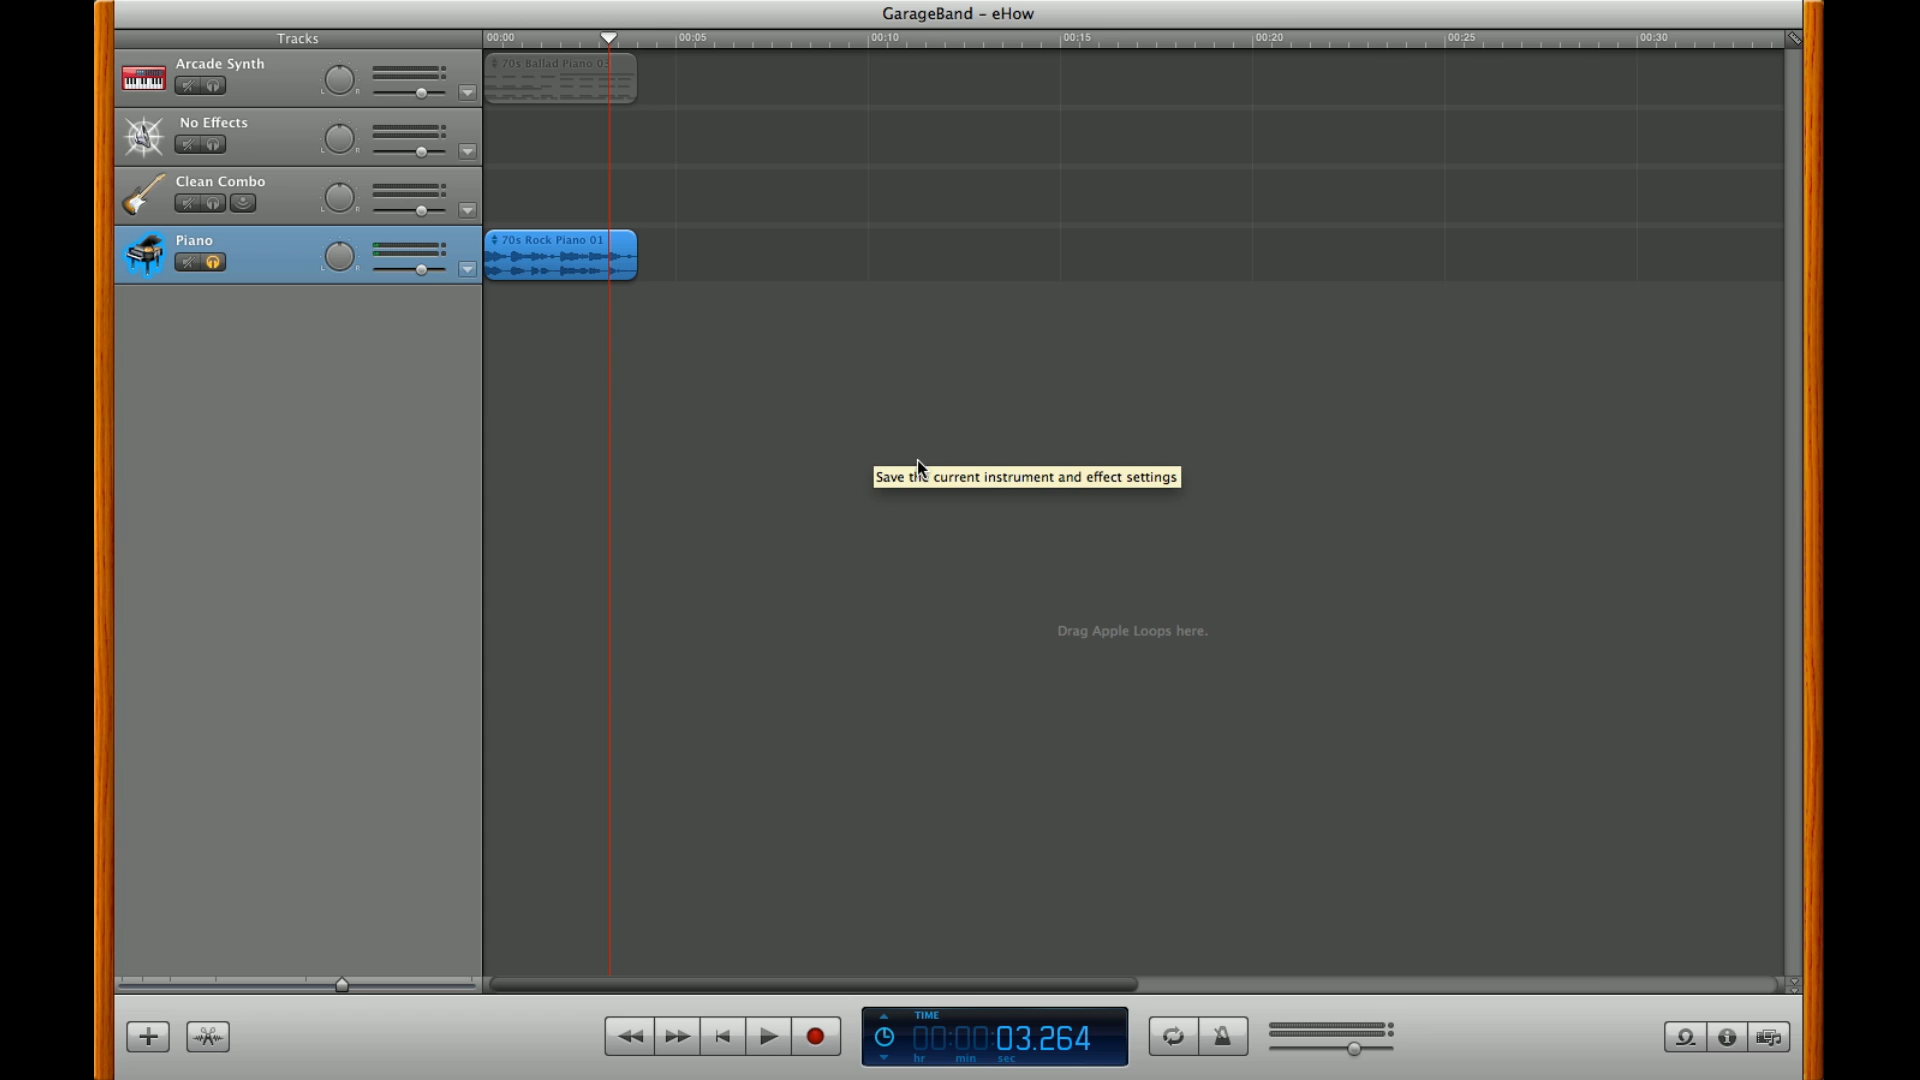 GarageBand – eHow
Tracks
00:00 00:05 00:10 00:15 00:20 00:25 00:30
Arcade Synth
L R
70s Ballad Piano 03
No Effects
L R
Clean Combo
L R
Piano
L R
70s Rock Piano 01
Save the current instrument and effect settings
Drag Apple Loops here.
TIME
00:00:03.264
hr min sec